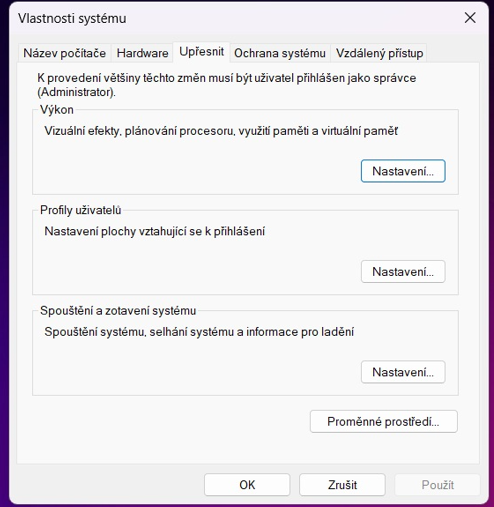 Vlastnosti systému
Název počítače
Hardware
Upřesnit
Ochrana systému
Vzdálený přístup
K provedení většiny těchto změn musí být uživatel přihlášen jako správce
(Administrator).
Výkon
Vizuální efekty, plánování procesoru, využití paměti a virtuální paměť
Nastavení...
Profily uživatelů
Nastavení plochy vztahující se k přihlášení
Nastavení...
Spouštění a zotavení systému
Spouštění systému, selhání systému a informace pro ladění
Nastavení...
Proměnné prostředí...
OK
Zrušit
Použít